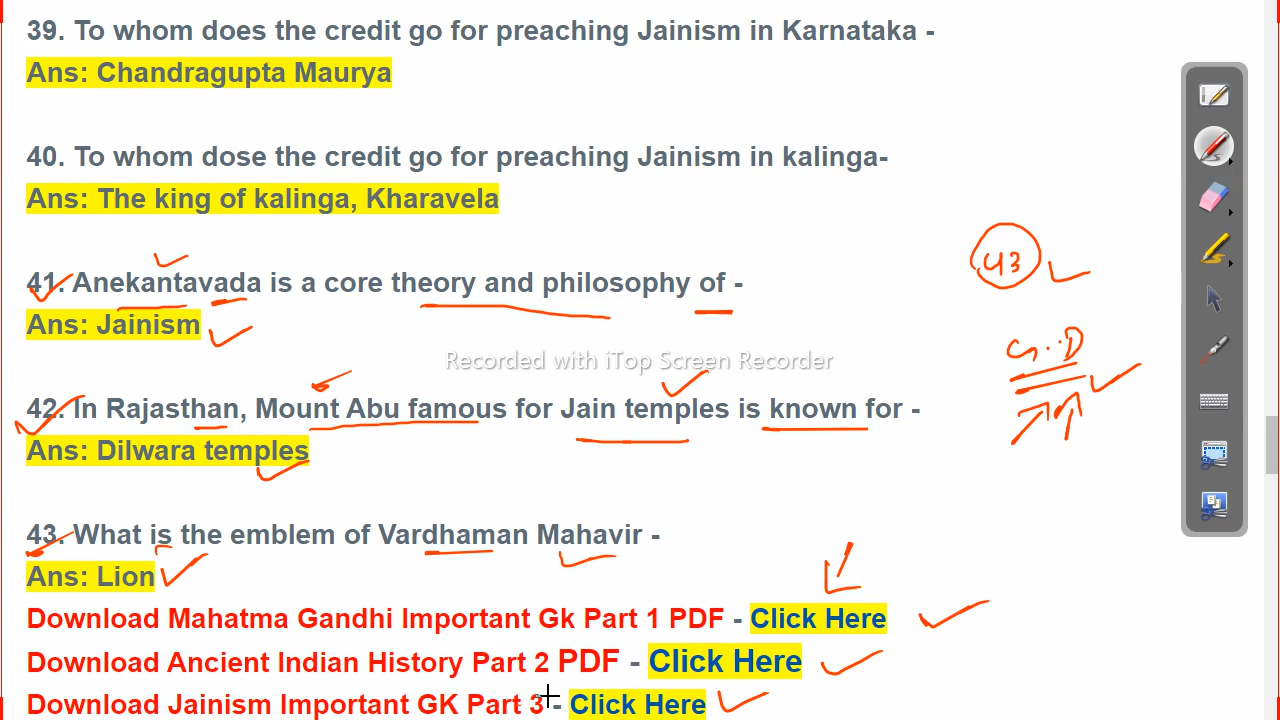 39. To whom does the credit go for preaching Jainism in Karnataka -
Ans: Chandragupta Maurya
40. To whom dose the credit go for preaching Jainism in kalinga-
Ans: The king of kalinga, Kharavela
43
41. Anekantavada is a core theory and philosophy of -
Ans: Jainism
G.D
Recorded with iTop Screen Recorder
42. In Rajasthan, Mount Abu famous for Jain temples is known for -
Ans: Dilwara temples
43. What is the emblem of Vardhaman Mahavir -
Ans: Lion
Download Mahatma Gandhi Important Gk Part 1 PDF - Click Here
Download Ancient Indian History Part 2 PDF - Click Here
Download Jainism Important GK Part 3 - Click Here